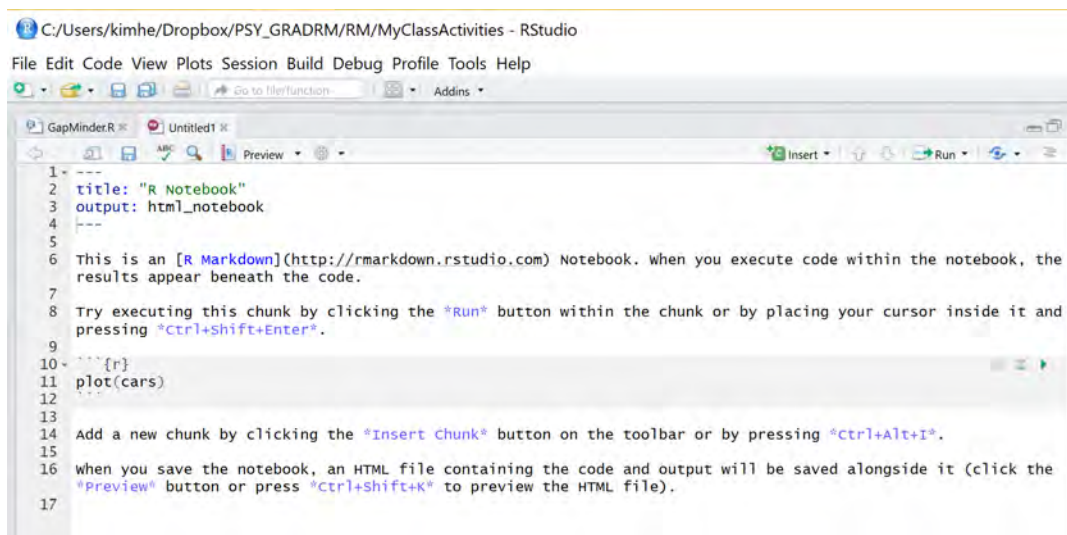 C:/Users/kimhe/Dropbox/PSY_GRADRM/RM/MyClassActivities - RStudio
File Edit Code View Plots Session Build Debug Profile Tools Help
Go to file/function Addins
GapMinder.R Untitled1
ABC Preview Insert Run
1 ---
2 title: "R Notebook"
3 output: html_notebook
4 ---
5
6 This is an [R Markdown](http://rmarkdown.rstudio.com) Notebook. When you execute code within the notebook, the
results appear beneath the code.
7
8 Try executing this chunk by clicking the *Run* button within the chunk or by placing your cursor inside it and
pressing *Ctrl+Shift+Enter*.
9
10 ```{r}
11 plot(cars)
12 ```
13
14 Add a new chunk by clicking the *Insert Chunk* button on the toolbar or by pressing *Ctrl+Alt+I*.
15
16 When you save the notebook, an HTML file containing the code and output will be saved alongside it (click the
*Preview* button or press *Ctrl+Shift+K* to preview the HTML file).
17